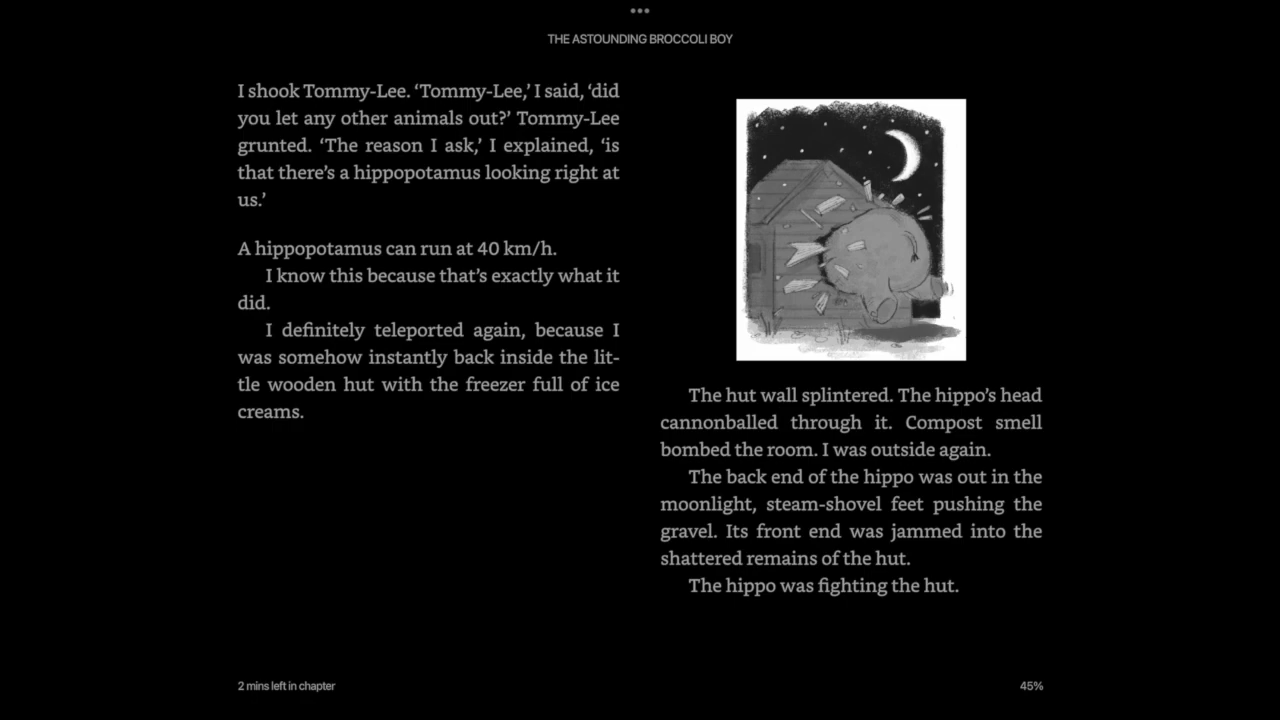 THE ASTOUNDING BROCCOLI BOY
I shook Tommy-Lee. ‘Tommy-Lee,’ I said, ‘did
you let any other animals out?’ Tommy-Lee
grunted. ‘The reason I ask,’ I explained, ‘is
that there’s a hippopotamus looking right at
us.’
A hippopotamus can run at 40 km/h.
I know this because that’s exactly what it
did.
I definitely teleported again, because I
was somehow instantly back inside the lit-
tle wooden hut with the freezer full of ice
creams.
The hut wall splintered. The hippo’s head
cannonballed through it. Compost smell
bombed the room. I was outside again.
The back end of the hippo was out in the
moonlight, steam-shovel feet pushing the
gravel. Its front end was jammed into the
shattered remains of the hut.
The hippo was fighting the hut.
2 mins left in chapter
45%